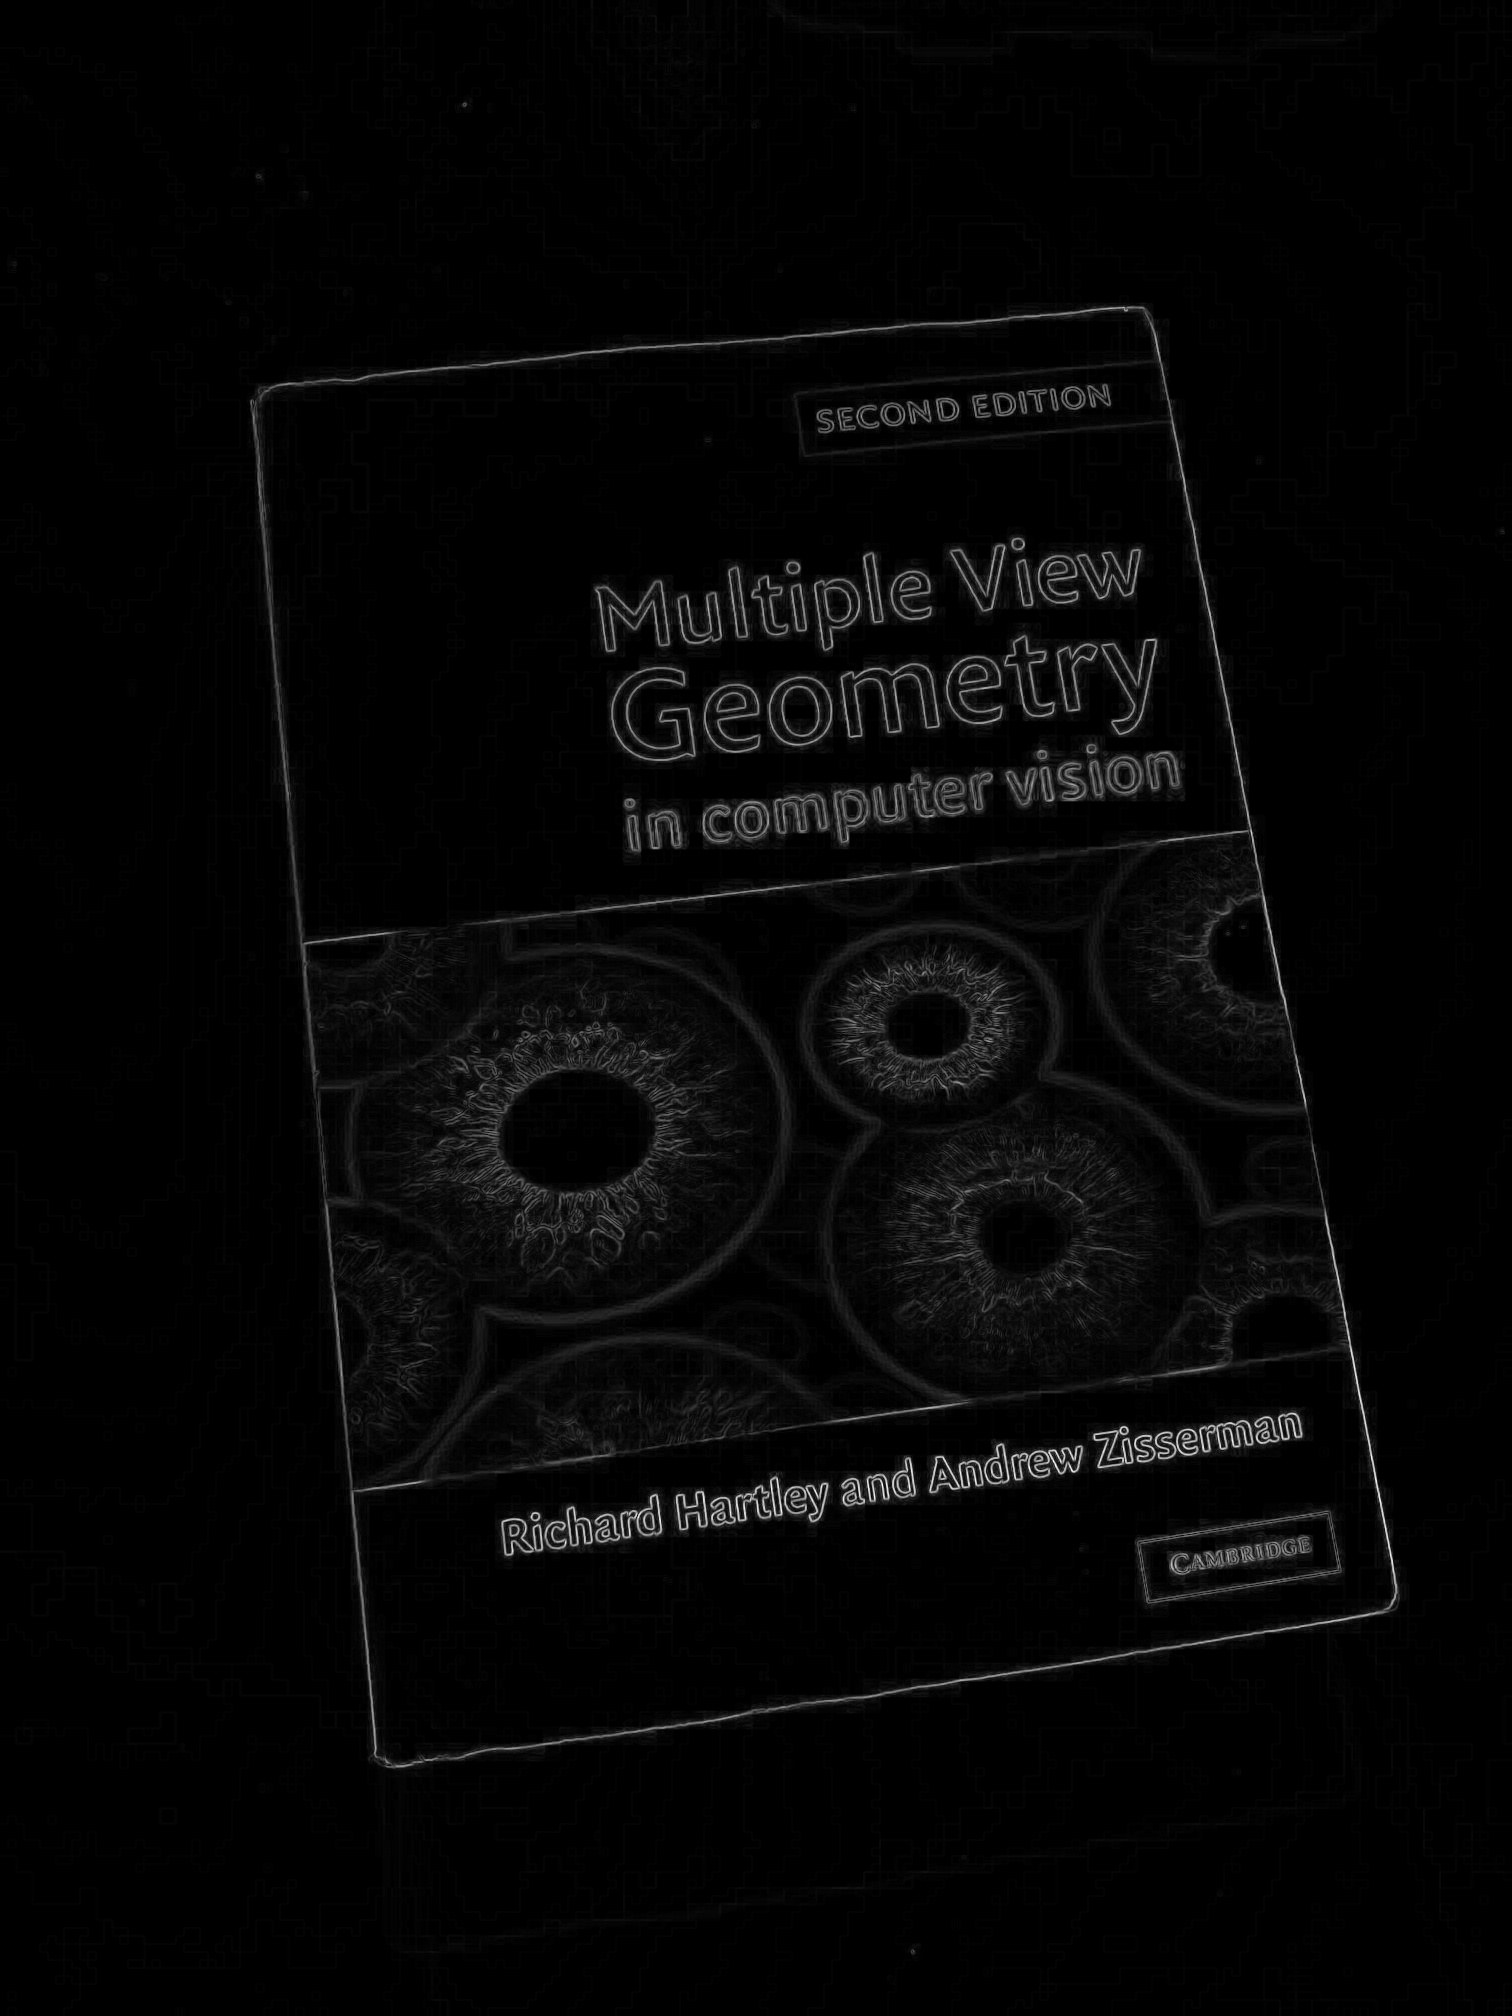 SECOND EDITION
Multiple View
Geometry
in computer vision
Richard Hartley and Andrew Zisserman
CAMBRIDGE